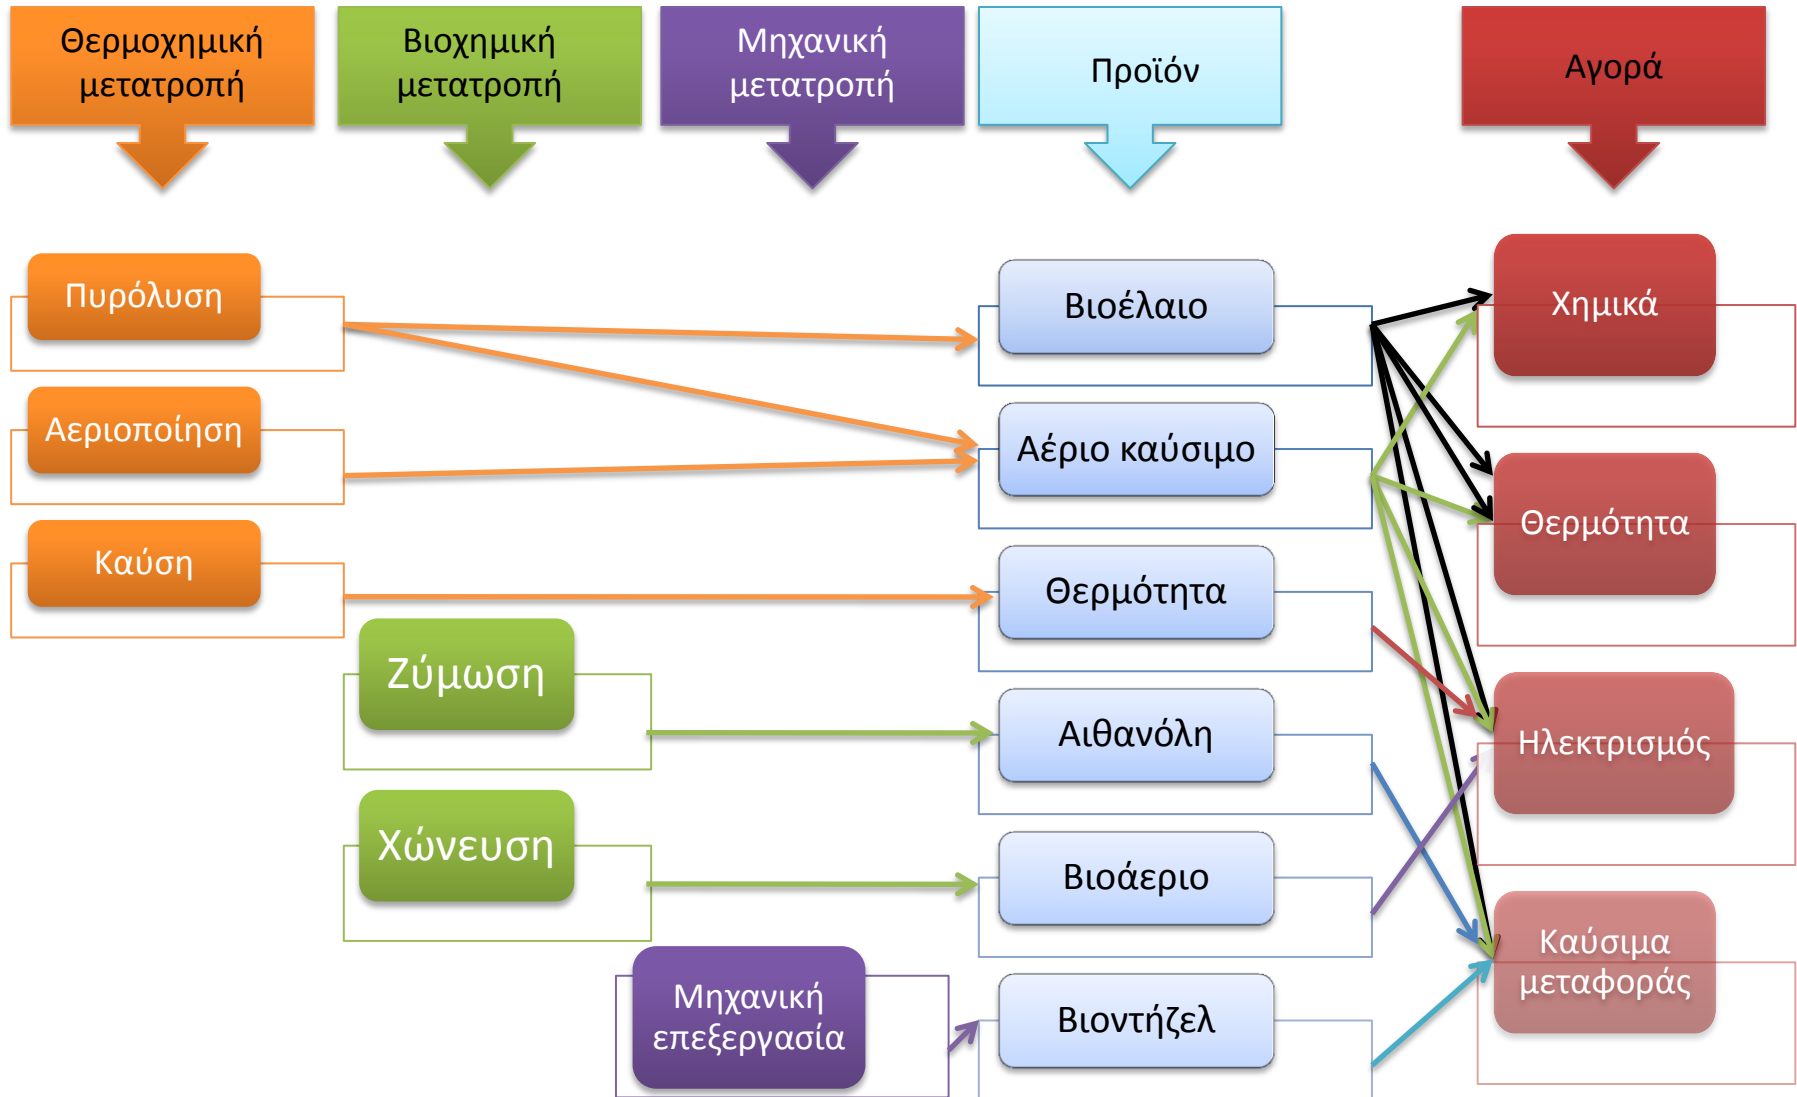 Θερμοχημική
μετατροπή
Βιοχημική
μετατροπή
Μηχανική
μετατροπή
Προϊόν
Αγορά
Πυρόλυση
Αεριοποίηση
Καύση
Ζύμωση
Χώνευση
Μηχανική
επεξεργασία
Βιοέλαιο
Αέριο καύσιμο
Θερμότητα
Αιθανόλη
Βιοάεριο
Βιοντήζελ
Χημικά
Θερμότητα
Ηλεκτρισμός
Καύσιμα
μεταφοράς